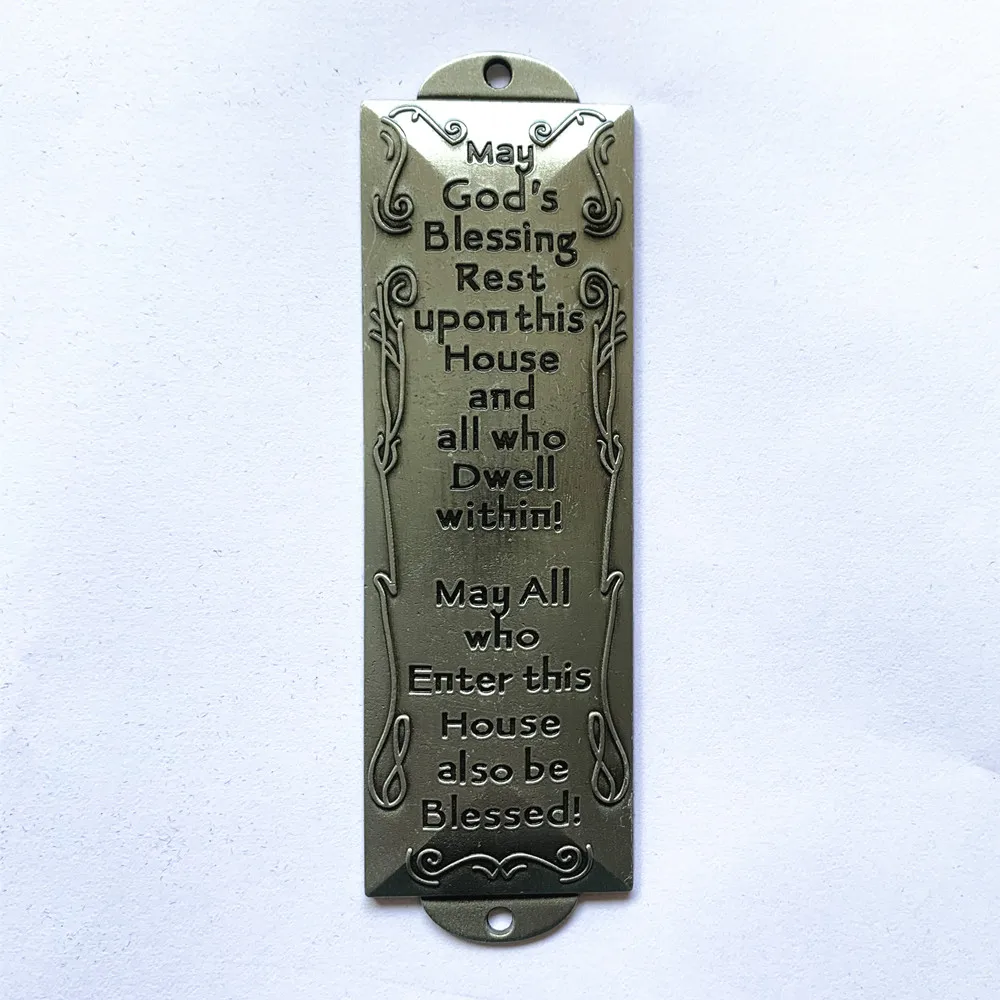 May
God's
Blessing
Rest
upon this
House
and
all who
Dwell
within!
May All
who
Enter this
House
also be
Blessed!